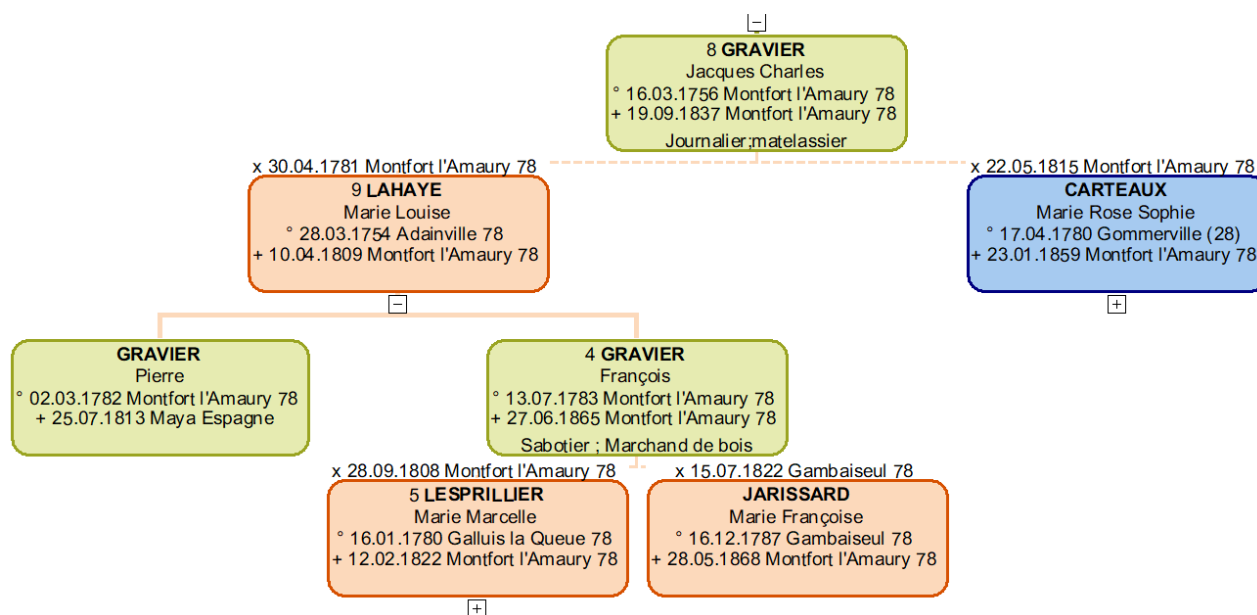 8 GRAVIER
Jacques Charles
° 16.03.1756 Montfort l'Amaury 78
+ 19.09.1837 Montfort l'Amaury 78
Journalier;matelassier
x 30.04.1781 Montfort l'Amaury 78
9 LAHAYE
Marie Louise
° 28.03.1754 Adainville 78
+ 10.04.1809 Montfort l'Amaury 78
x 22.05.1815 Montfort l'Amaury 78
CARTEAUX
Marie Rose Sophie
° 17.04.1780 Gommerville (28)
+ 23.01.1859 Montfort l'Amaury 78
GRAVIER
Pierre
° 02.03.1782 Montfort l'Amaury 78
+ 25.07.1813 Maya Espagne
4 GRAVIER
François
° 13.07.1783 Montfort l'Amaury 78
+ 27.06.1865 Montfort l'Amaury 78
Sabotier ; Marchand de bois
x 28.09.1808 Montfort l'Amaury 78
5 LESPRILLIER
Marie Marcelle
° 16.01.1780 Galluis la Queue 78
+ 12.02.1822 Montfort l'Amaury 78
x 15.07.1822 Gambaiseul 78
JARISSARD
Marie Françoise
° 16.12.1787 Gambaiseul 78
+ 28.05.1868 Montfort l'Amaury 78